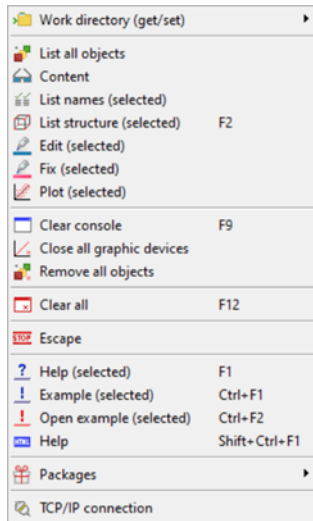 Work directory (get/set)
List all objects
Content
List names (selected)
List structure (selected) F2
Edit (selected)
Fix (selected)
Plot (selected)
Clear console F9
Close all graphic devices
Remove all objects
Clear all F12
STOP Escape
Help (selected) F1
Example (selected) Ctrl+F1
Open example (selected) Ctrl+F2
HTML Help Shift+Ctrl+F1
Packages
TCP/IP connection